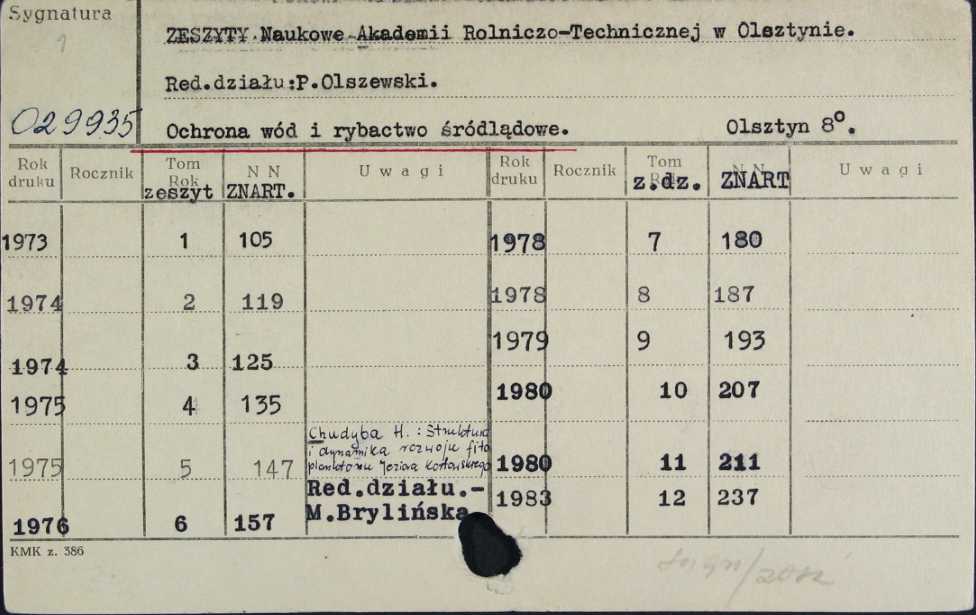 Sygnatura
ZESZYTY Naukowe Akademii Rolniczo-Technicznej w Olsztynie.
Red.działu:P.Olszewski.
029935
Ochrona wód i rybactwo śródlądowe.
Olsztyn 8°.
Rok druku Rocznik Tom Rok zeszyt N N ZNART. Uwagi Rok druku Rocznik Tom z.dz. N N ZNART Uwagi
1973 1 105 1978 7 180
1974 2 119 1978 8 187
1974 3 125 1979 9 193
1975 4 135 1980 10 207
Chudyba H. : Struktura
i dynamika rozwoju fito
planktonu Jeziora Kortowskiego
1975 5 147 1980 11 211
Red.działu.-
1983 12 237
M.Brylińska
1976 6 157
KMK z. 386